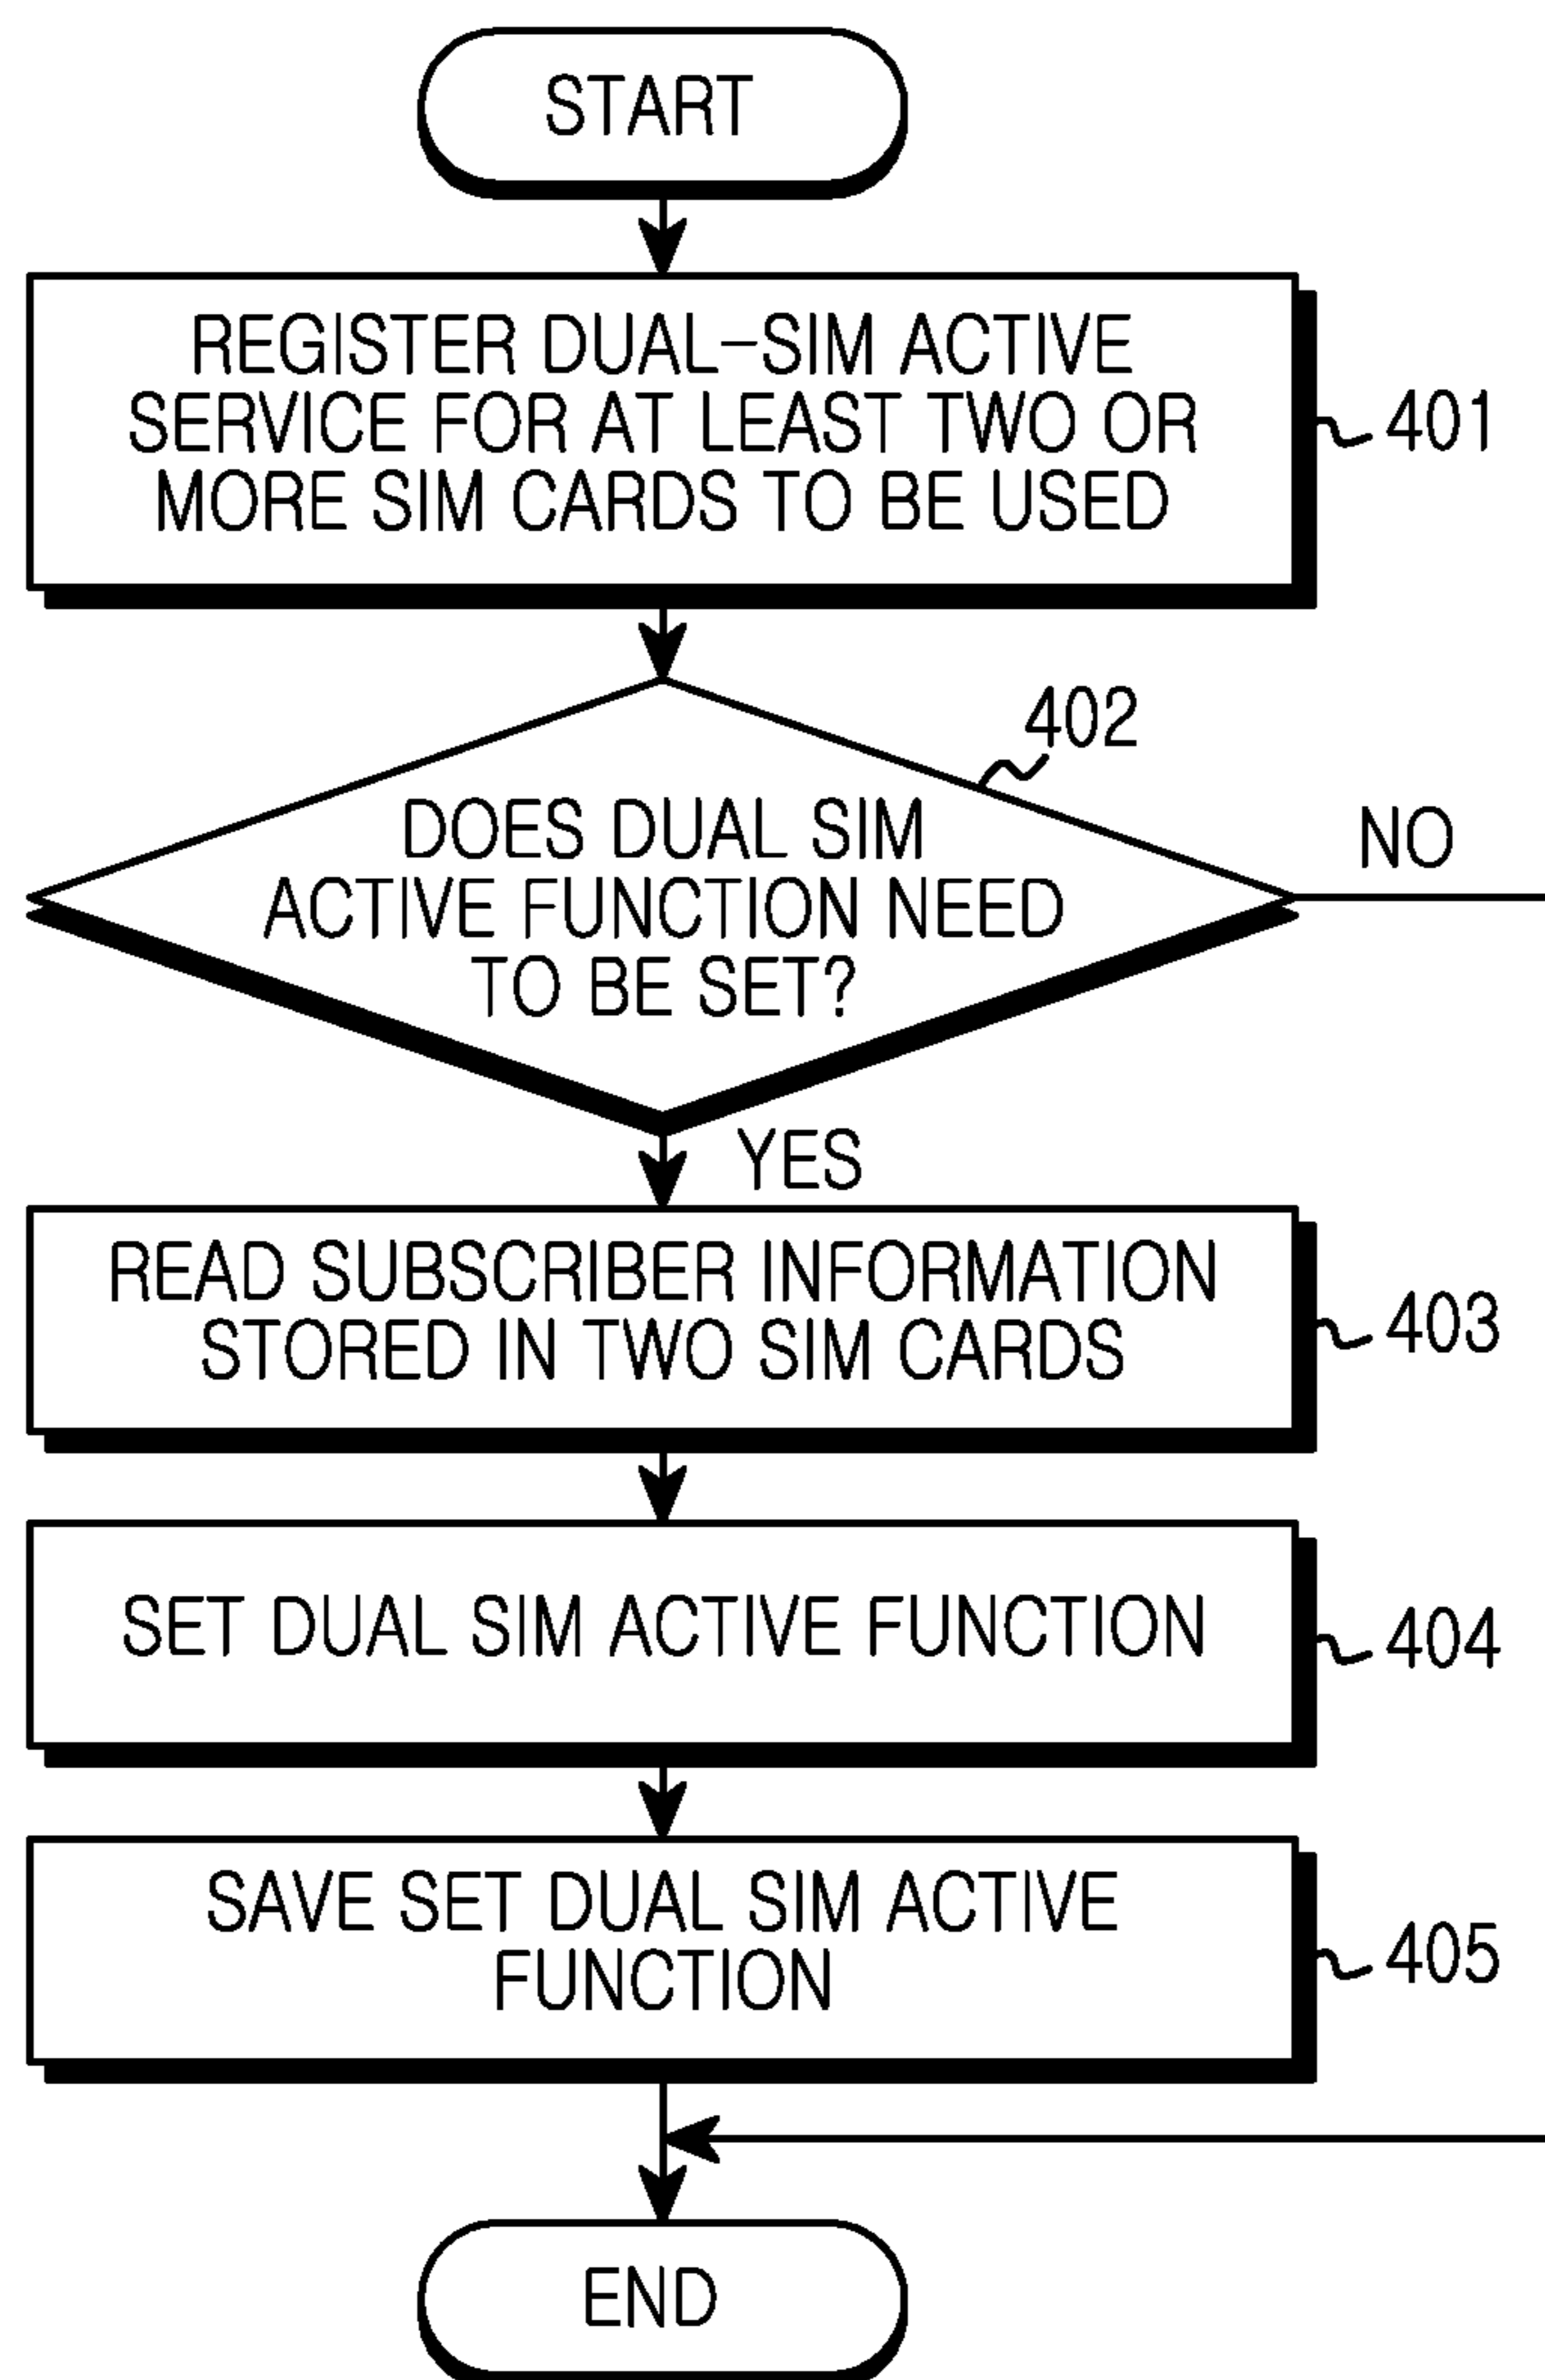 START
REGISTER DUAL-SIM ACTIVE
SERVICE FOR AT LEAST TWO OR
MORE SIM CARDS TO BE USED
401
402
DOES DUAL SIM
ACTIVE FUNCTION NEED
TO BE SET?
NO
YES
READ SUBSCRIBER INFORMATION
STORED IN TWO SIM CARDS
403
SET DUAL SIM ACTIVE FUNCTION
404
SAVE SET DUAL SIM ACTIVE
FUNCTION
405
END